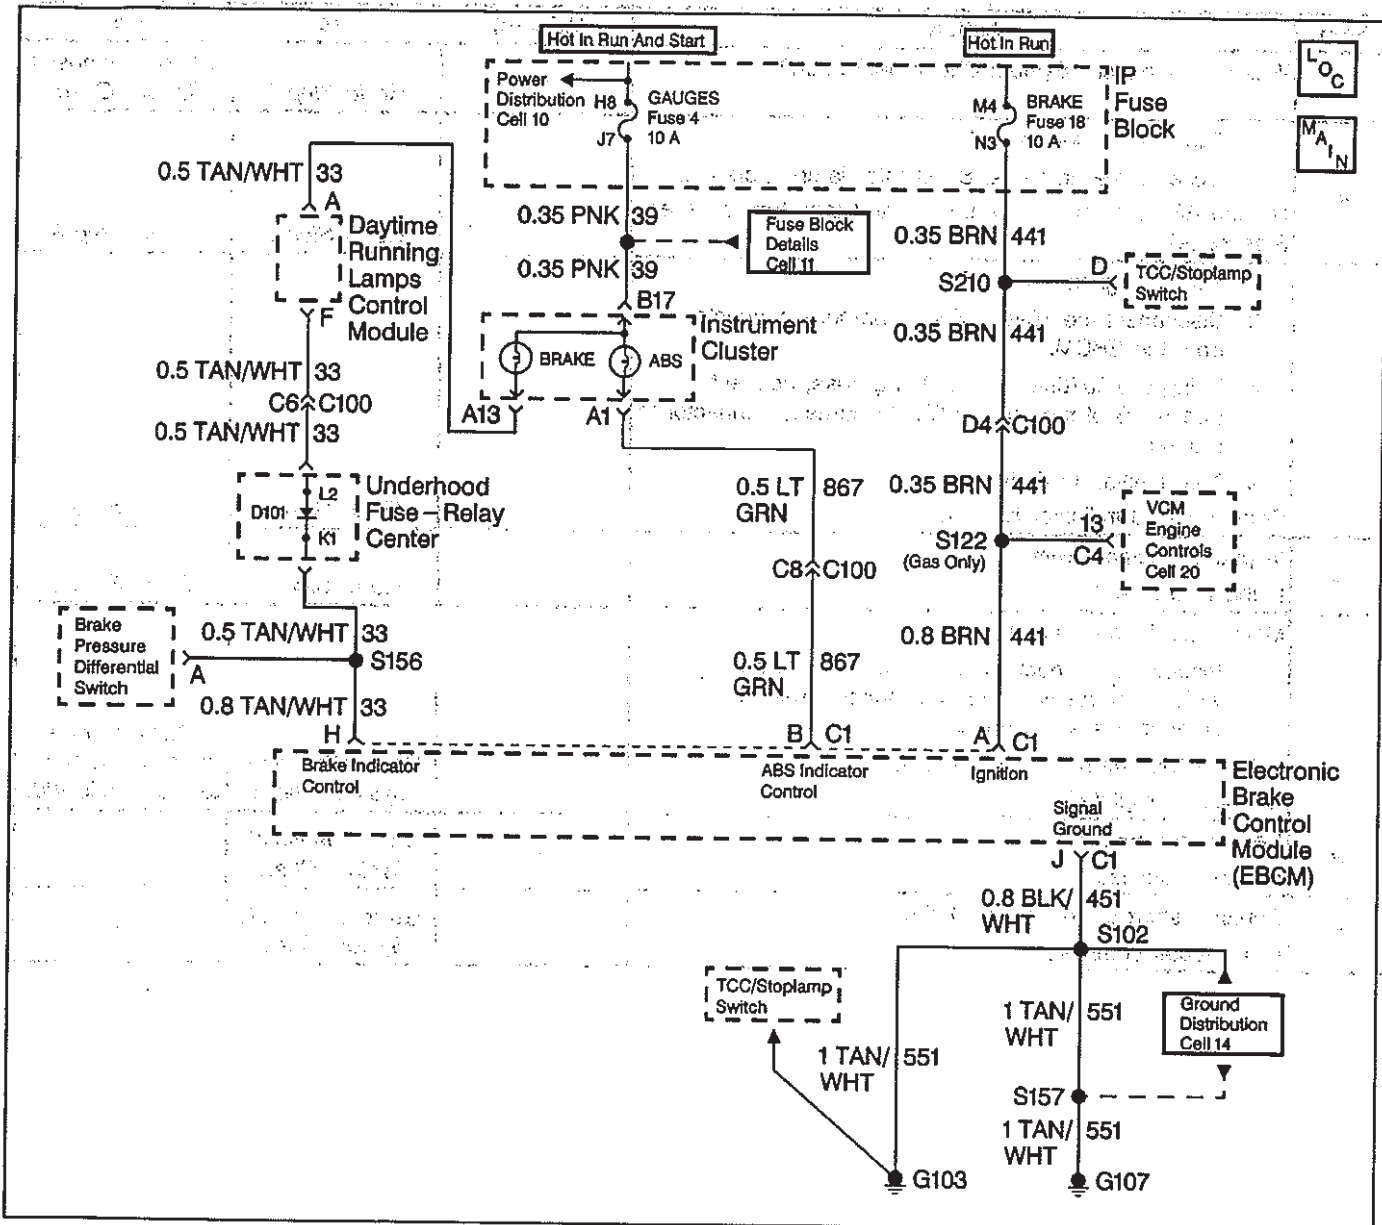 Hot In Run And Start
Hot In Run
LOC
MAIN
IP
Fuse
Block
Power
Distribution
Cell 10
H8
GAUGES
Fuse 4
10 A
J7
M4
BRAKE
Fuse 18
10 A
N3
0.5 TAN/WHT 33
A
Daytime
Running
Lamps
Control
Module
F
0.35 PNK 39
Fuse Block
Details
Cell 11
0.35 PNK 39
B17
0.35 BRN 441
S210
D
TCC/Stoplamp
Switch
0.35 BRN 441
Instrument
Cluster
BRAKE
ABS
A13
A1
0.5 TAN/WHT 33
C6 C100
0.5 TAN/WHT 33
D4 C100
L2
D101
K1
Underhood
Fuse – Relay
Center
0.5 LT 867
GRN
0.35 BRN 441
VCM
Engine
Controls
Cell 20
13
C4
S122
(Gas Only)
C8 C100
Brake
Pressure
Differential
Switch
A
0.5 TAN/WHT 33
S156
0.8 TAN/WHT 33
0.5 LT 867
GRN
0.8 BRN 441
H
B C1
A C1
Brake Indicator
Control
ABS Indicator
Control
Ignition
Signal
Ground
Electronic
Brake
Control
Module
(EBCM)
J C1
0.8 BLK/ 451
WHT
S102
TCC/Stoplamp
Switch
1 TAN/ 551
WHT
1 TAN/ 551
WHT
Ground
Distribution
Cell 14
S157
1 TAN/ 551
WHT
G103
G107